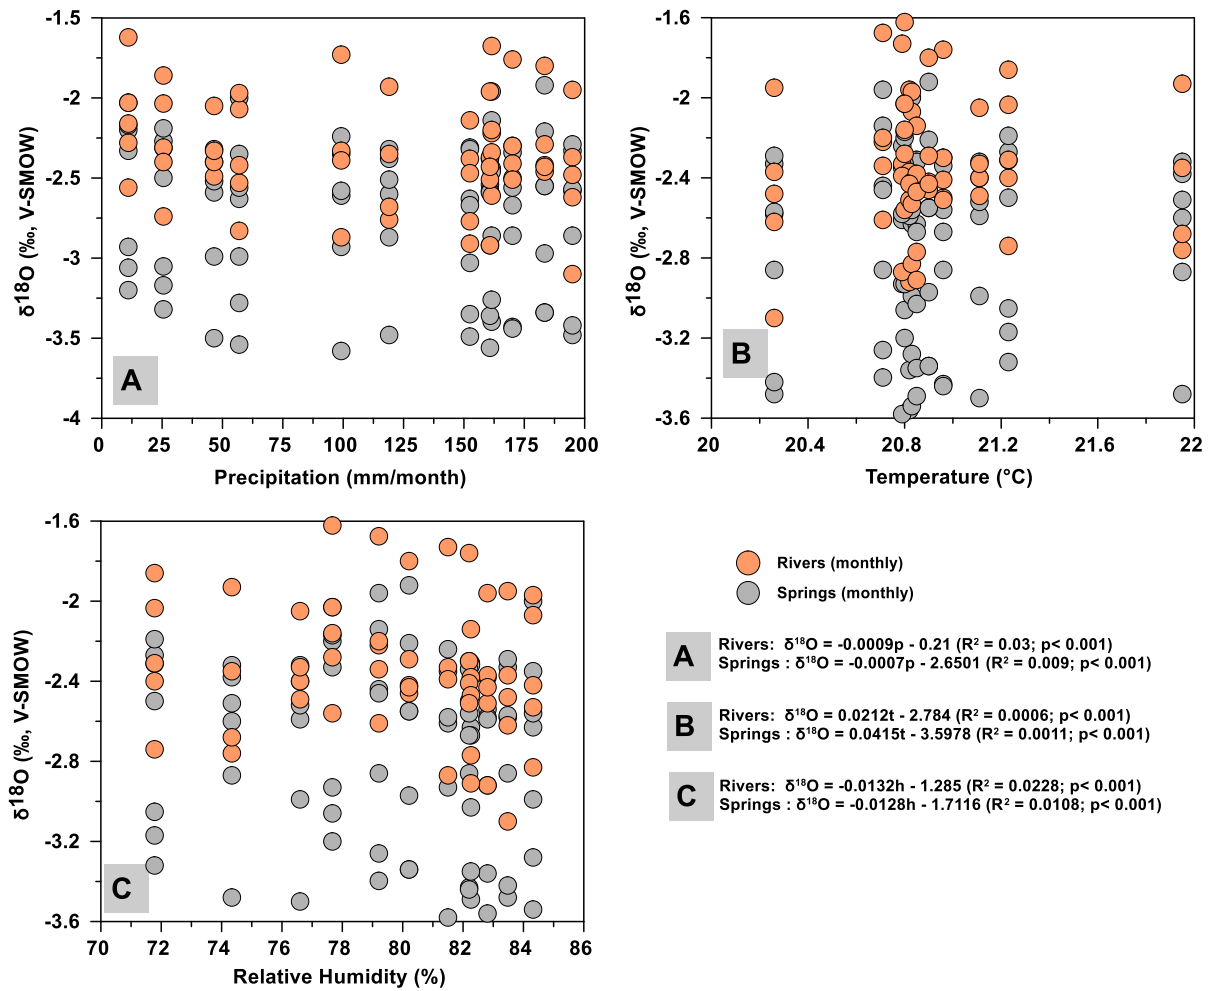 -1.5
-2
-2.5
-3
-3.5
-4
δ18O (‰, V-SMOW)
A
0 25 50 75 100 125 150 175 200
Precipitation (mm/month)
-1.6
-2
-2.4
-2.8
-3.2
-3.6
δ18O (‰, V-SMOW)
B
20 20.4 20.8 21.2 21.6 22
Temperature (°C)
-1.6
-2
-2.4
-2.8
-3.2
-3.6
δ18O (‰, V-SMOW)
C
70 72 74 76 78 80 82 84 86
Relative Humidity (%)
Rivers (monthly)
Springs (monthly)
A
Rivers: δ18O = -0.0009p - 0.21 (R2 = 0.03; p< 0.001)
Springs : δ18O = -0.0007p - 2.6501 (R2 = 0.009; p< 0.001)
B
Rivers: δ18O = 0.0212t - 2.784 (R2 = 0.0006; p< 0.001)
Springs : δ18O = 0.0415t - 3.5978 (R2 = 0.0011; p< 0.001)
C
Rivers: δ18O = -0.0132h - 1.285 (R2 = 0.0228; p< 0.001)
Springs : δ18O = -0.0128h - 1.7116 (R2 = 0.0108; p< 0.001)